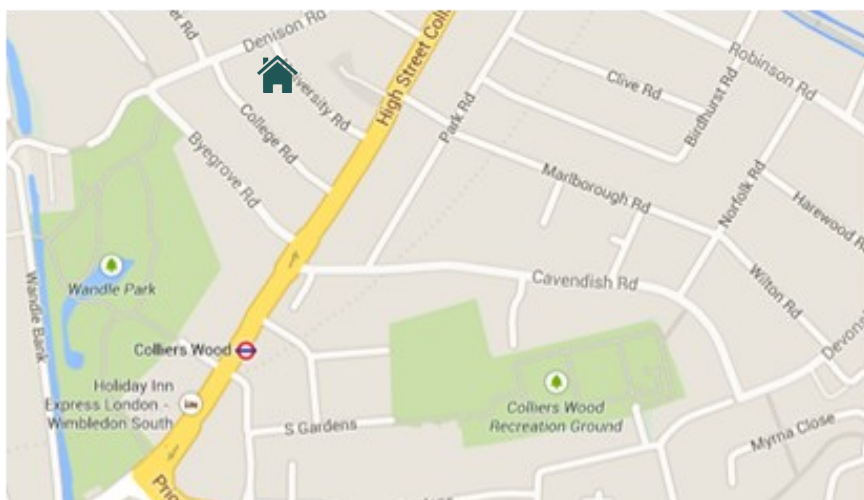 Denison Rd
University Rd
College Rd
Byegrove Rd
High Street Coll
Park Rd
Clive Rd
Birdhurst Rd
Robinson Rd
Marlborough Rd
Norfolk Rd
Harewood Rd
Wilton Rd
Cavendish Rd
Wandle Park
Wandle Bank
Colliers Wood
Holiday Inn
Express London -
Wimbledon South
S Gardens
Colliers Wood
Recreation Ground
Myrna Close